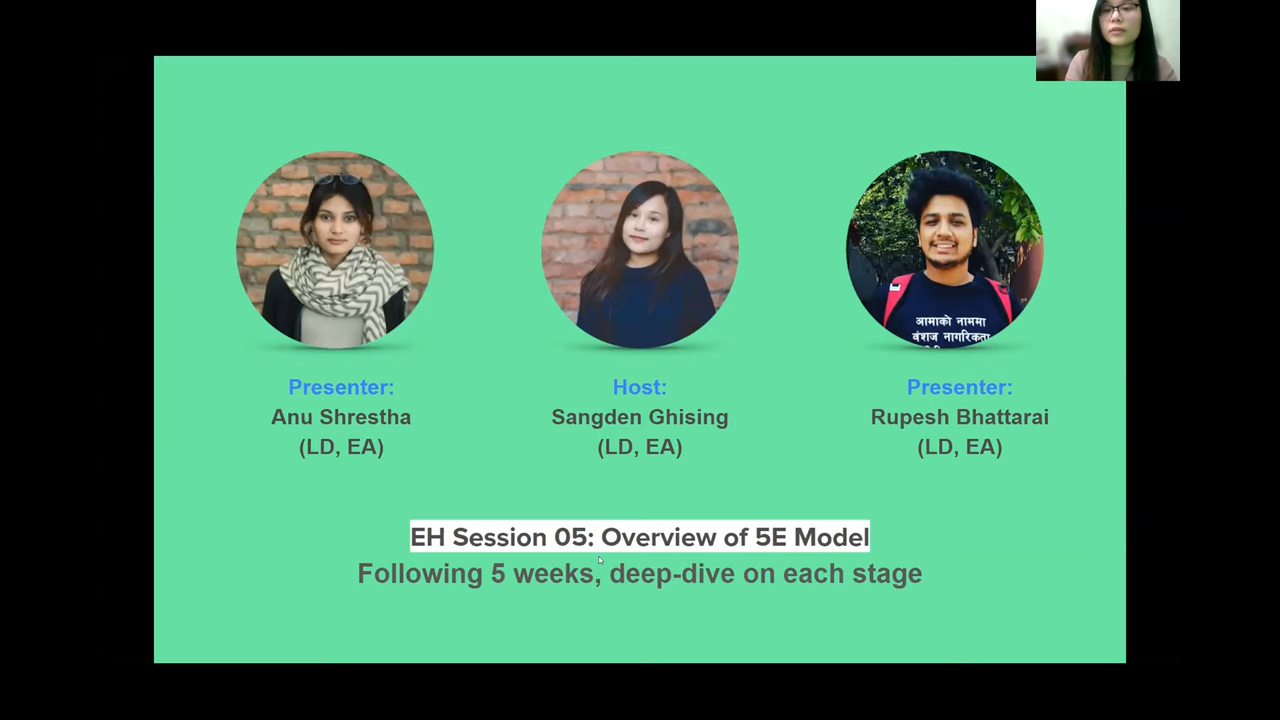 आमाको नाममा
वंशज नागरिकता
Presenter:
Anu Shrestha
(LD, EA)
Host:
Sangden Ghising
(LD, EA)
Presenter:
Rupesh Bhattarai
(LD, EA)
EH Session 05: Overview of 5E Model
Following 5 weeks, deep-dive on each stage